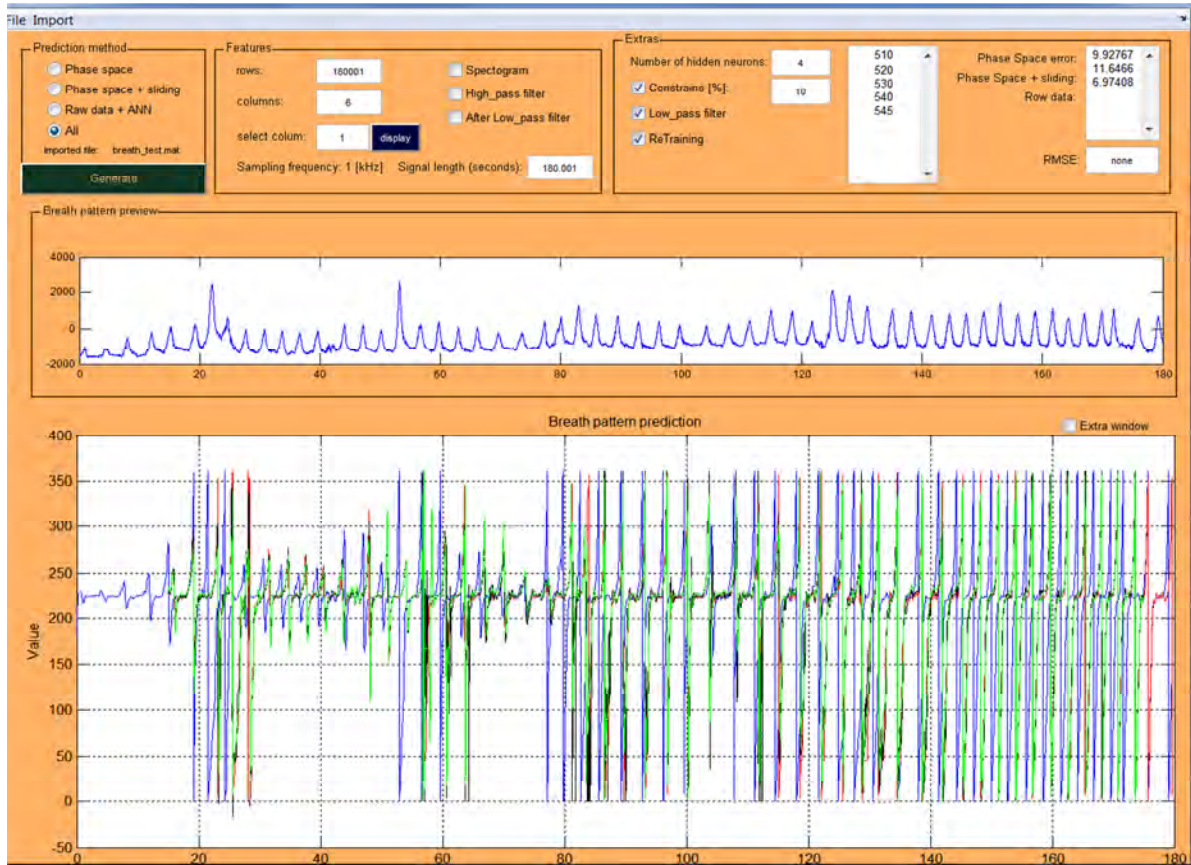 File Import
Prediction method
Phase space
Phase space + sliding
Raw data + ANN
All
Imported file: breath_test.mat
Generate
Features
rows: 180001
columns: 6
select colum: 1 display
Sampling frequency: 1 [kHz] Signal length (seconds): 180.001
Spectogram
High_pass filter
After Low_pass filter
Extras
Number of hidden neurons: 4
Constrains [%]: 10
Low_pass filter
ReTraining
510
520
530
540
545
Phase Space error:
Phase Space + sliding:
Row data:
9.92767
11.6466
6.97408
RMSE: none
Breath pattern preview
4000
2000
0
-2000
0 20 40 60 80 100 120 140 160 180
Breath pattern prediction
Extra window
Value
400
350
300
250
200
150
100
50
0
-50
0 20 40 60 80 100 120 140 160 180